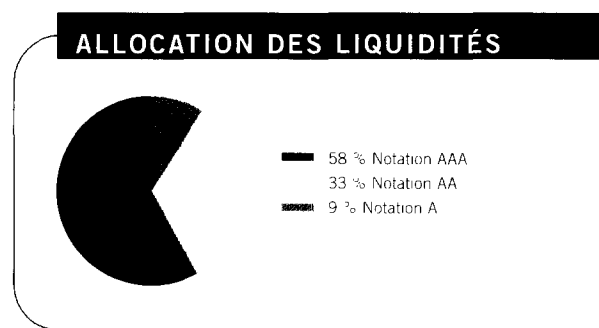 ALLOCATION DES LIQUIDITÉS
58 % Notation AAA
33 % Notation AA
9 % Notation A